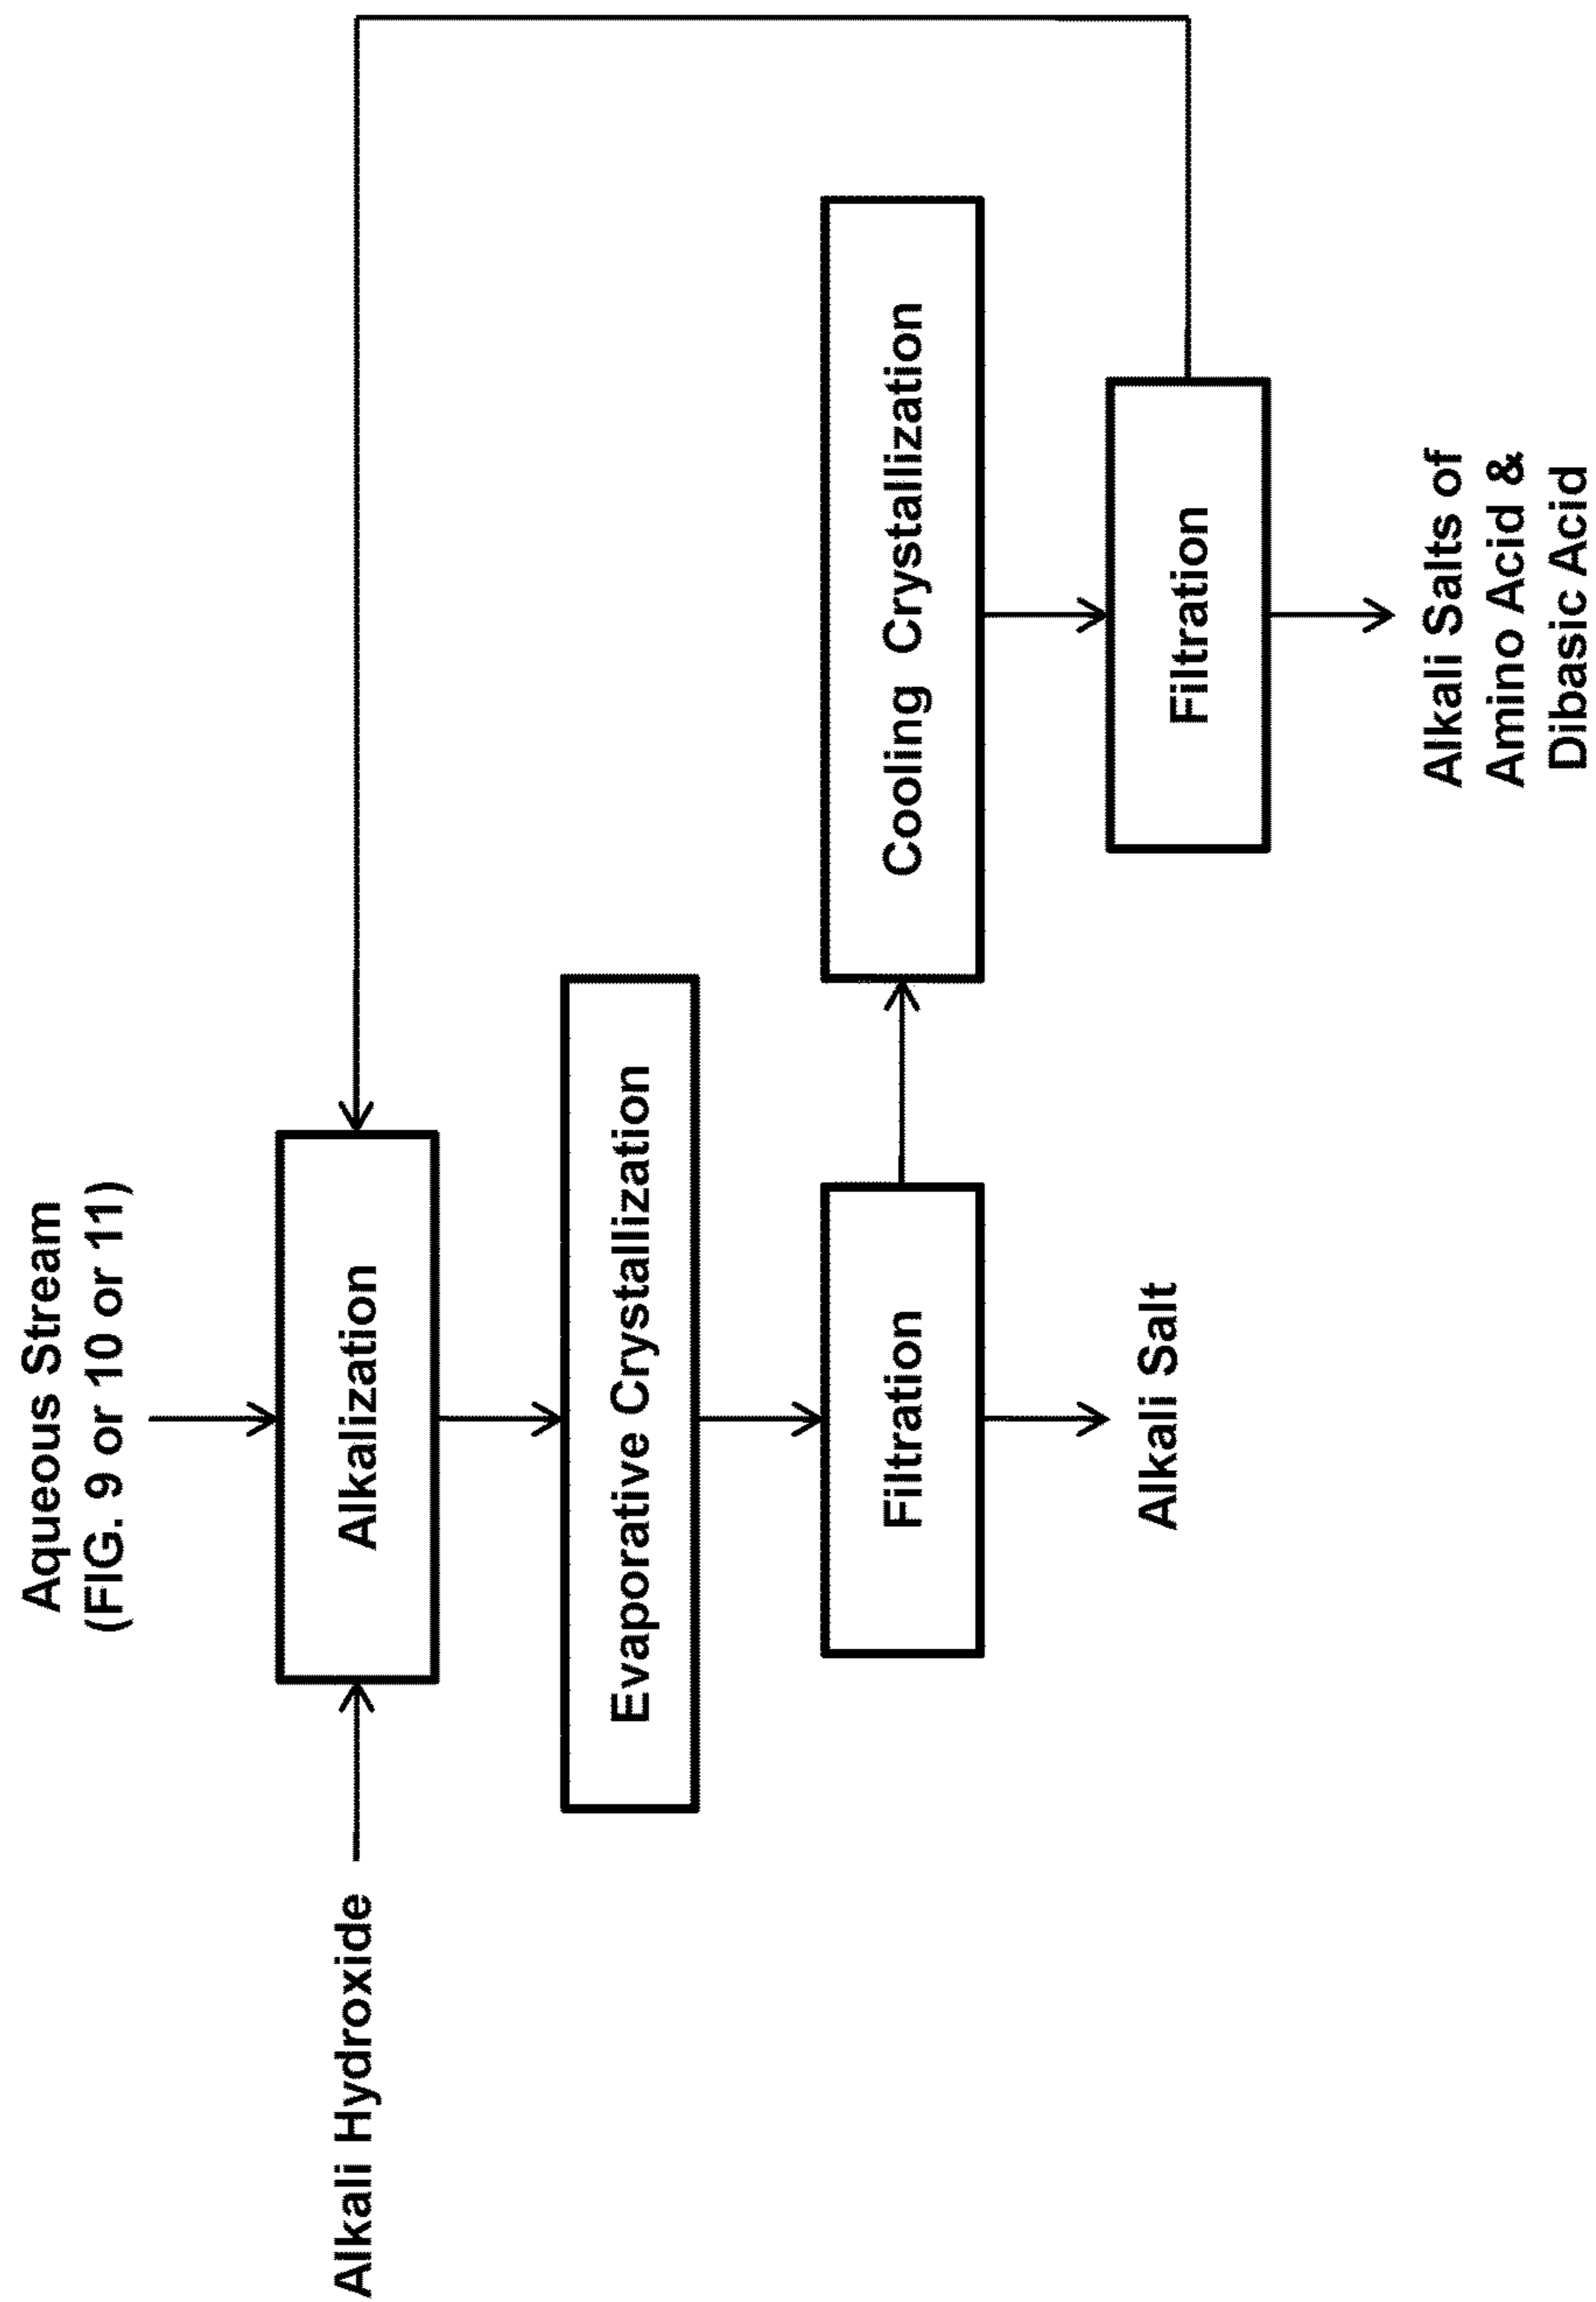 Aqueous Stream
(FIG. 9 or 10 or 11)
Alkali Hydroxide
Alkalization
Evaporative Crystallization
Filtration
Cooling Crystallization
Alkali Salt
Filtration
Alkali Salts of
Amino Acid &
Dibasic Acid